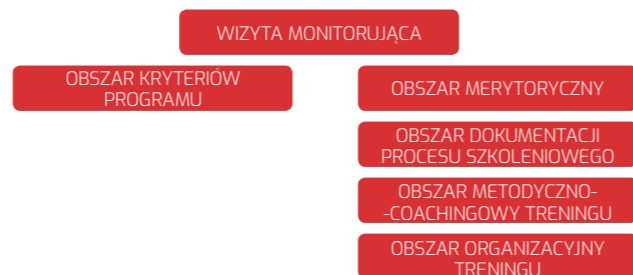 WIZYTA MONITORUJĄCA
OBSZAR KRYTERIÓW
PROGRAMU
OBSZAR MERYTORYCZNY
OBSZAR DOKUMENTACJI
PROCESU SZKOLENIOWEGO
OBSZAR METODYCZNO-
-COACHINGOWY TRENINGU
OBSZAR ORGANIZACYJNY
TRENINGU